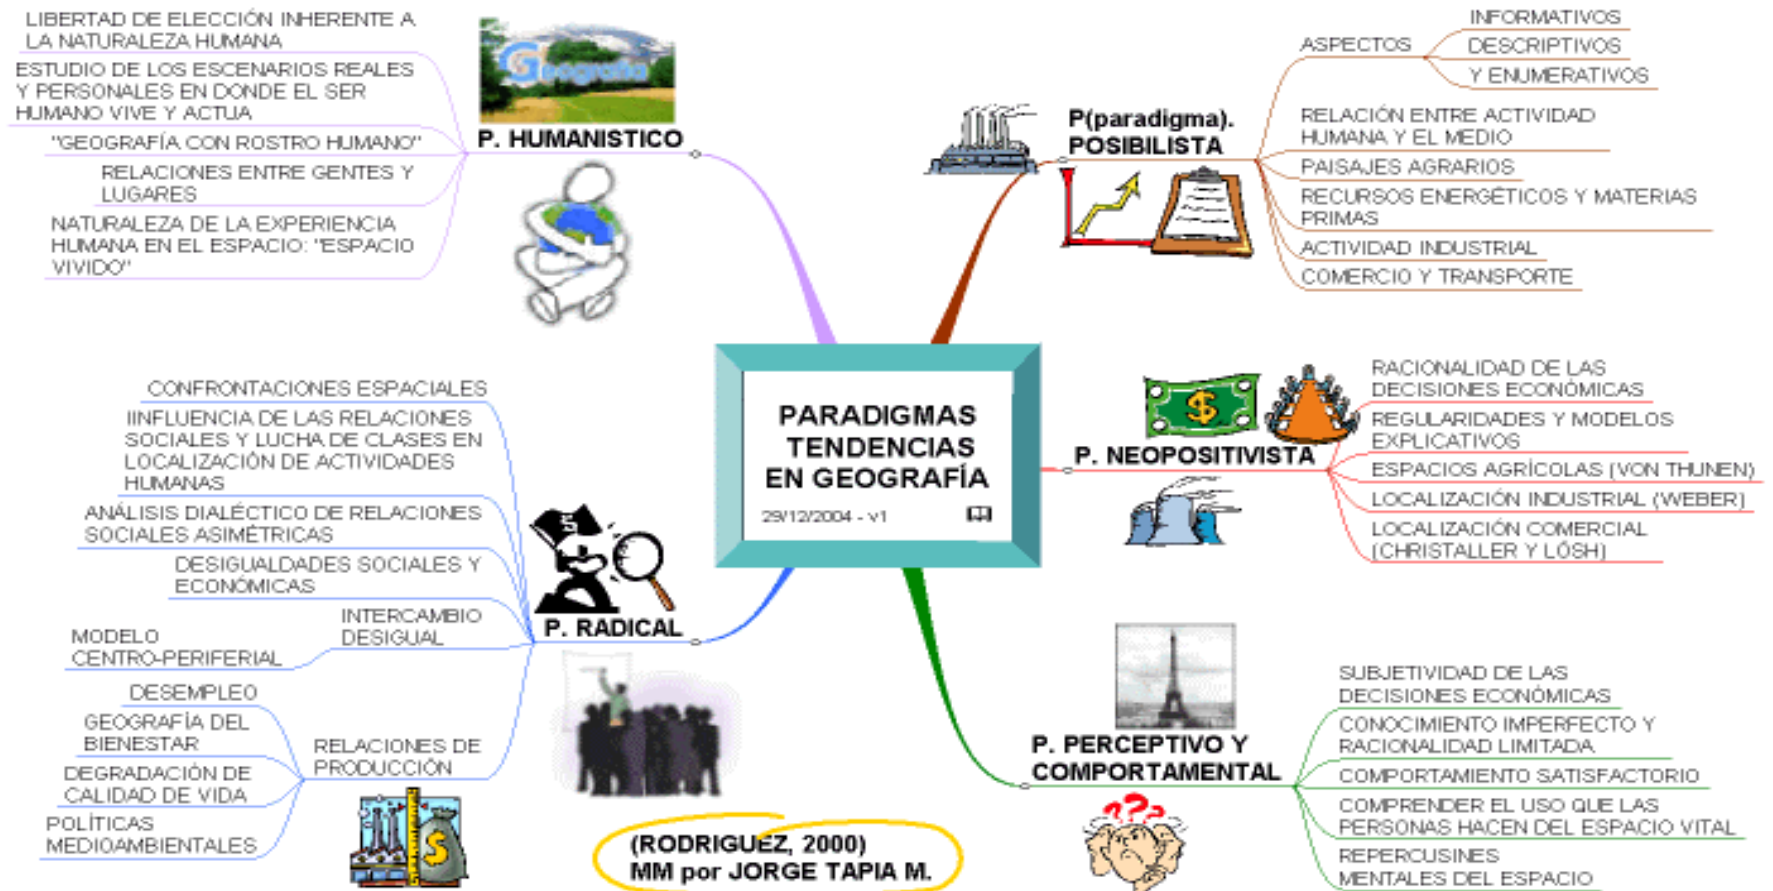 LIBERTAD DE ELECCIÓN INHERENTE A
LA NATURALEZA HUMANA
ESTUDIO DE LOS ESCENARIOS REALES
Y PERSONALES EN DONDE EL SER
HUMANO VIVE Y ACTUA
"GEOGRAFÍA CON ROSTRO HUMANO"
RELACIONES ENTRE GENTES Y
LUGARES
NATURALEZA DE LA EXPERIENCIA
HUMANA EN EL ESPACIO: "ESPACIO
VIVIDO"
Geografia
P. HUMANISTICO
P(paradigma).
POSIBILISTA
ASPECTOS
INFORMATIVOS
DESCRIPTIVOS
Y ENUMERATIVOS
RELACIÓN ENTRE ACTIVIDAD
HUMANA Y EL MEDIO
PAISAJES AGRARIOS
RECURSOS ENERGÉTICOS Y MATERIAS
PRIMAS
ACTIVIDAD INDUSTRIAL
COMERCIO Y TRANSPORTE
PARADIGMAS
TENDENCIAS
EN GEOGRAFÍA
29/12/2004 - v1
CONFRONTACIONES ESPACIALES
IINFLUENCIA DE LAS RELACIONES
SOCIALES Y LUCHA DE CLASES EN
LOCALIZACIÓN DE ACTIVIDADES
HUMANAS
ANÁLISIS DIALÉCTICO DE RELACIONES
SOCIALES ASIMÉTRICAS
DESIGUALDADES SOCIALES Y
ECONÓMICAS
INTERCAMBIO
DESIGUAL
MODELO
CENTRO-PERIFERIAL
DESEMPLEO
GEOGRAFÍA DEL
BIENESTAR
DEGRADACIÓN DE
CALIDAD DE VIDA
POLÍTICAS
MEDIOAMBIENTALES
RELACIONES DE
PRODUCCIÓN
$
P. RADICAL
$
P. NEOPOSITIVISTA
RACIONALIDAD DE LAS
DECISIONES ECONÓMICAS
REGULARIDADES Y MODELOS
EXPLICATIVOS
ESPACIOS AGRÍCOLAS (VON THUNEN)
LOCALIZACIÓN INDUSTRIAL (WEBER)
LOCALIZACIÓN COMERCIAL
(CHRISTALLER Y LÖSH)
P. PERCEPTIVO Y
COMPORTAMENTAL
???
SUBJETIVIDAD DE LAS
DECISIONES ECONÓMICAS
CONOCIMIENTO IMPERFECTO Y
RACIONALIDAD LIMITADA
COMPORTAMIENTO SATISFACTORIO
COMPRENDER EL USO QUE LAS
PERSONAS HACEN DEL ESPACIO VITAL
REPERCUSINES
MENTALES DEL ESPACIO
(RODRIGUEZ, 2000)
MM por JORGE TAPIA M.